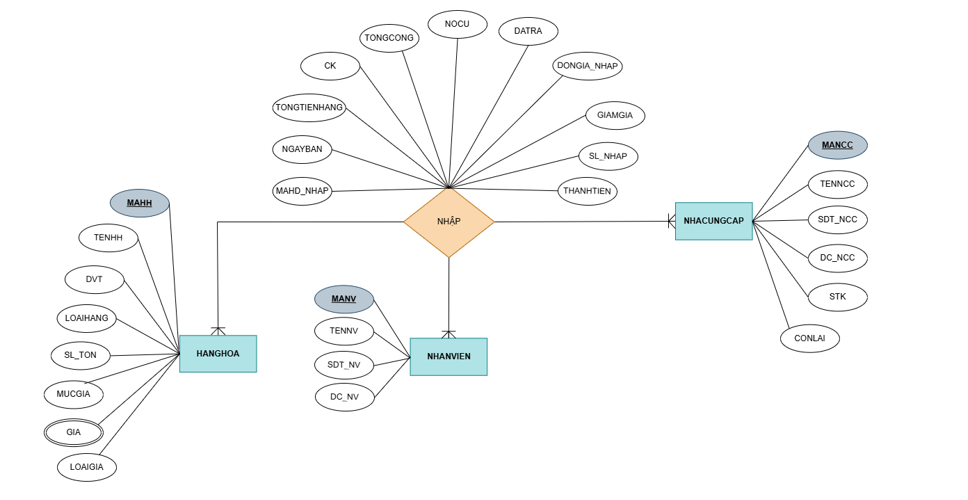 NOCU
DATRA
TONGCONG
CK
DONGIA_NHAP
TONGTIENHANG
GIAMGIA
NGAYBAN
SL_NHAP
MAHD_NHAP
THANHTIEN
NHẬP
MANCC
TENNCC
SDT_NCC
DC_NCC
STK
CONLAI
NHACUNGCAP
MAHH
TENHH
DVT
LOAIHANG
SL_TON
MUCGIA
GIA
LOAIGIA
HANGHOA
MANV
TENNV
SDT_NV
DC_NV
NHANVIEN